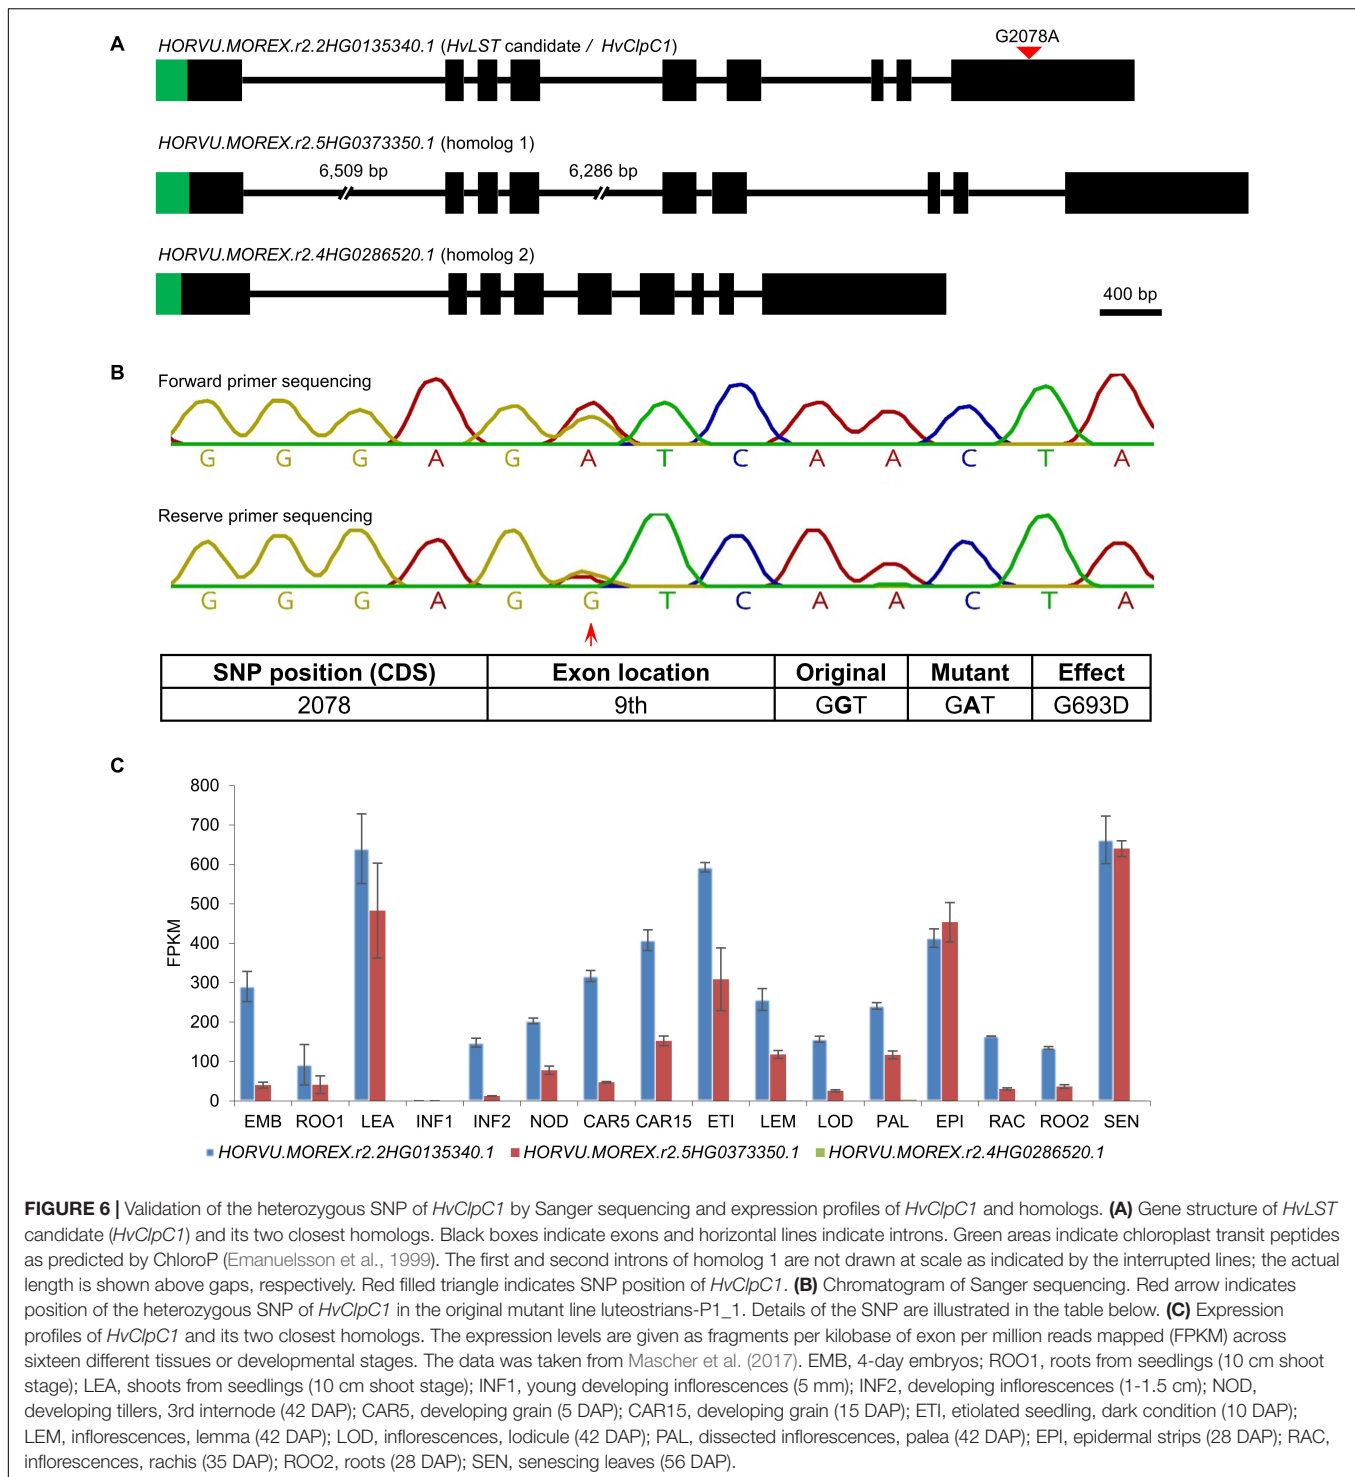 A
HORVU.MOREX.r2.2HG0135340.1 (HvLST candidate / HvClpC1)
G2078A
HORVU.MOREX.r2.5HG0373350.1 (homolog 1)
6,509 bp
6,286 bp
HORVU.MOREX.r2.4HG0286520.1 (homolog 2)
400 bp
B
Forward primer sequencing
G G G A G A T C A A C T A
Reserve primer sequencing
G G G A G G T C A A C T A
SNP position (CDS) Exon location Original Mutant Effect
2078 9th GGT GAT G693D
C
800
700
600
500
400
300
200
100
0
FPKM
EMB ROO1 LEA INF1 INF2 NOD CAR5 CAR15 ETI LEM LOD PAL EPI RAC ROO2 SEN
HORVU.MOREX.r2.2HG0135340.1 HORVU.MOREX.r2.5HG0373350.1 HORVU.MOREX.r2.4HG0286520.1
FIGURE 6 | Validation of the heterozygous SNP of HvClpC1 by Sanger sequencing and expression profiles of HvClpC1 and homologs. (A) Gene structure of HvLST
candidate (HvClpC1) and its two closest homologs. Black boxes indicate exons and horizontal lines indicate introns. Green areas indicate chloroplast transit peptides
as predicted by ChloroP (Emanuelsson et al., 1999). The first and second introns of homolog 1 are not drawn at scale as indicated by the interrupted lines; the actual
length is shown above gaps, respectively. Red filled triangle indicates SNP position of HvClpC1. (B) Chromatogram of Sanger sequencing. Red arrow indicates
position of the heterozygous SNP of HvClpC1 in the original mutant line luteostrians-P1_1. Details of the SNP are illustrated in the table below. (C) Expression
profiles of HvClpC1 and its two closest homologs. The expression levels are given as fragments per kilobase of exon per million reads mapped (FPKM) across
sixteen different tissues or developmental stages. The data was taken from Mascher et al. (2017). EMB, 4-day embryos; ROO1, roots from seedlings (10 cm shoot
stage); LEA, shoots from seedlings (10 cm shoot stage); INF1, young developing inflorescences (5 mm); INF2, developing inflorescences (1-1.5 cm); NOD,
developing tillers, 3rd internode (42 DAP); CAR5, developing grain (5 DAP); CAR15, developing grain (15 DAP); ETI, etiolated seedling, dark condition (10 DAP);
LEM, inflorescences, lemma (42 DAP); LOD, inflorescences, lodicule (42 DAP); PAL, dissected inflorescences, palea (42 DAP); EPI, epidermal strips (28 DAP); RAC,
inflorescences, rachis (35 DAP); ROO2, roots (28 DAP); SEN, senescing leaves (56 DAP).